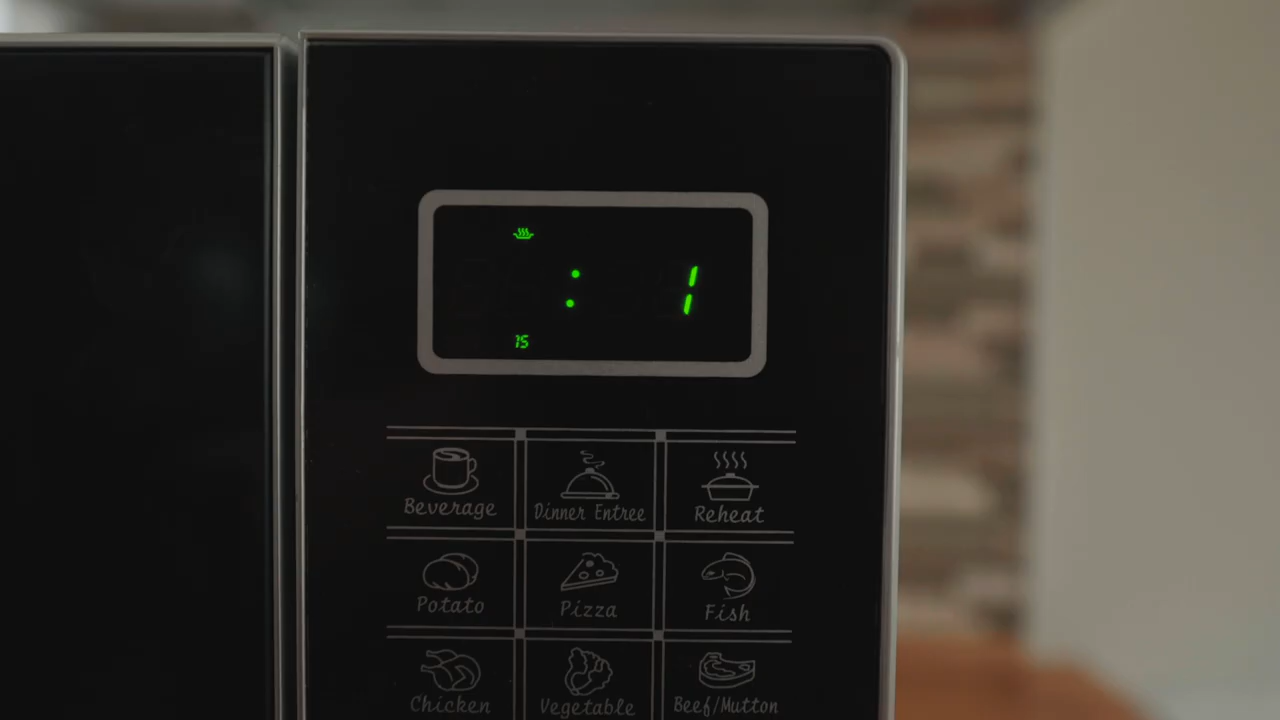 : 1
15
Beverage Dinner Entree Reheat
Potato Pizza Fish
Chicken Vegetable Beef/Mutton